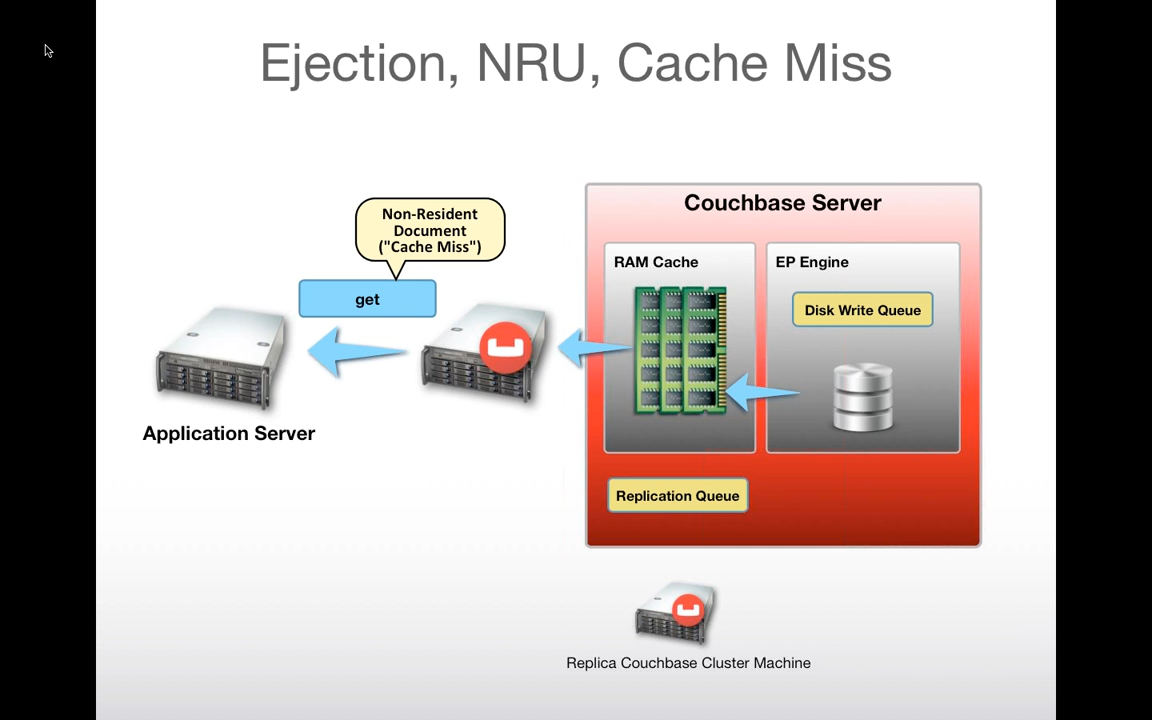 Ejection, NRU, Cache Miss
Couchbase Server
Non-Resident
Document
("Cache Miss")
RAM Cache
EP Engine
get
Disk Write Queue
Application Server
Replication Queue
Replica Couchbase Cluster Machine